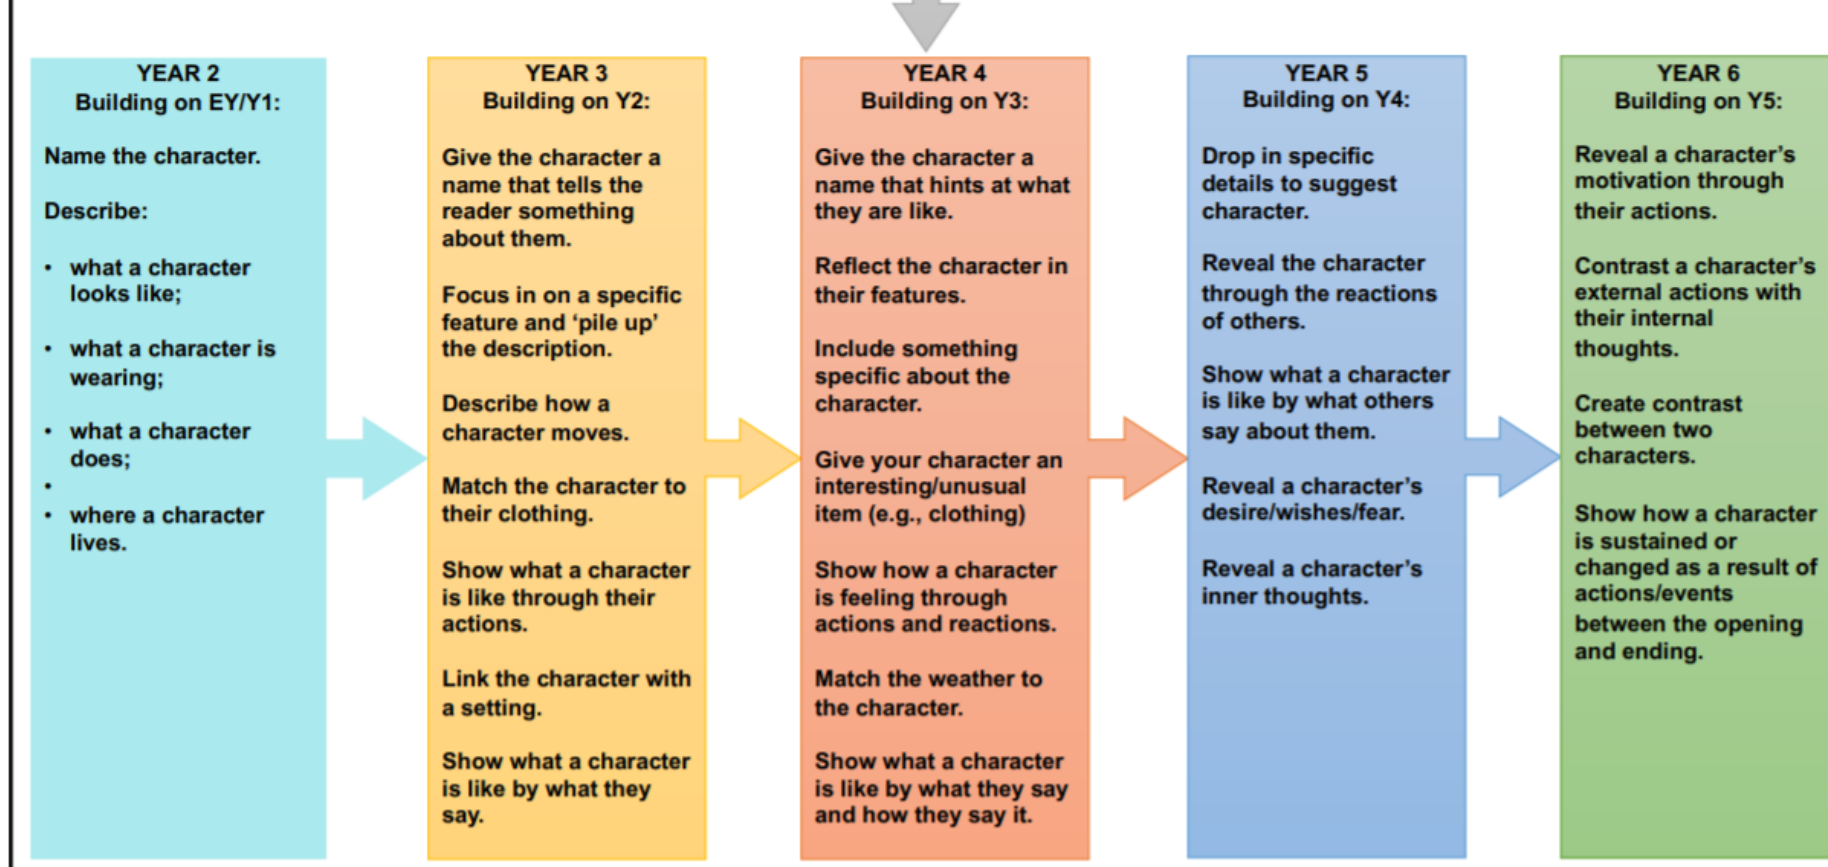 YEAR 2
Building on EY/Y1:
Name the character.
Describe:
• what a character
looks like;
• what a character is
wearing;
• what a character
does;
•
• where a character
lives.
YEAR 3
Building on Y2:
Give the character a
name that tells the
reader something
about them.
Focus in on a specific
feature and ‘pile up’
the description.
Describe how a
character moves.
Match the character to
their clothing.
Show what a character
is like through their
actions.
Link the character with
a setting.
Show what a character
is like by what they
say.
YEAR 4
Building on Y3:
Give the character a
name that hints at what
they are like.
Reflect the character in
their features.
Include something
specific about the
character.
Give your character an
interesting/unusual
item (e.g., clothing)
Show how a character
is feeling through
actions and reactions.
Match the weather to
the character.
Show what a character
is like by what they say
and how they say it.
YEAR 5
Building on Y4:
Drop in specific
details to suggest
character.
Reveal the character
through the reactions
of others.
Show what a character
is like by what others
say about them.
Reveal a character’s
desire/wishes/fear.
Reveal a character’s
inner thoughts.
YEAR 6
Building on Y5:
Reveal a character’s
motivation through
their actions.
Contrast a character’s
external actions with
their internal
thoughts.
Create contrast
between two
characters.
Show how a character
is sustained or
changed as a result of
actions/events
between the opening
and ending.